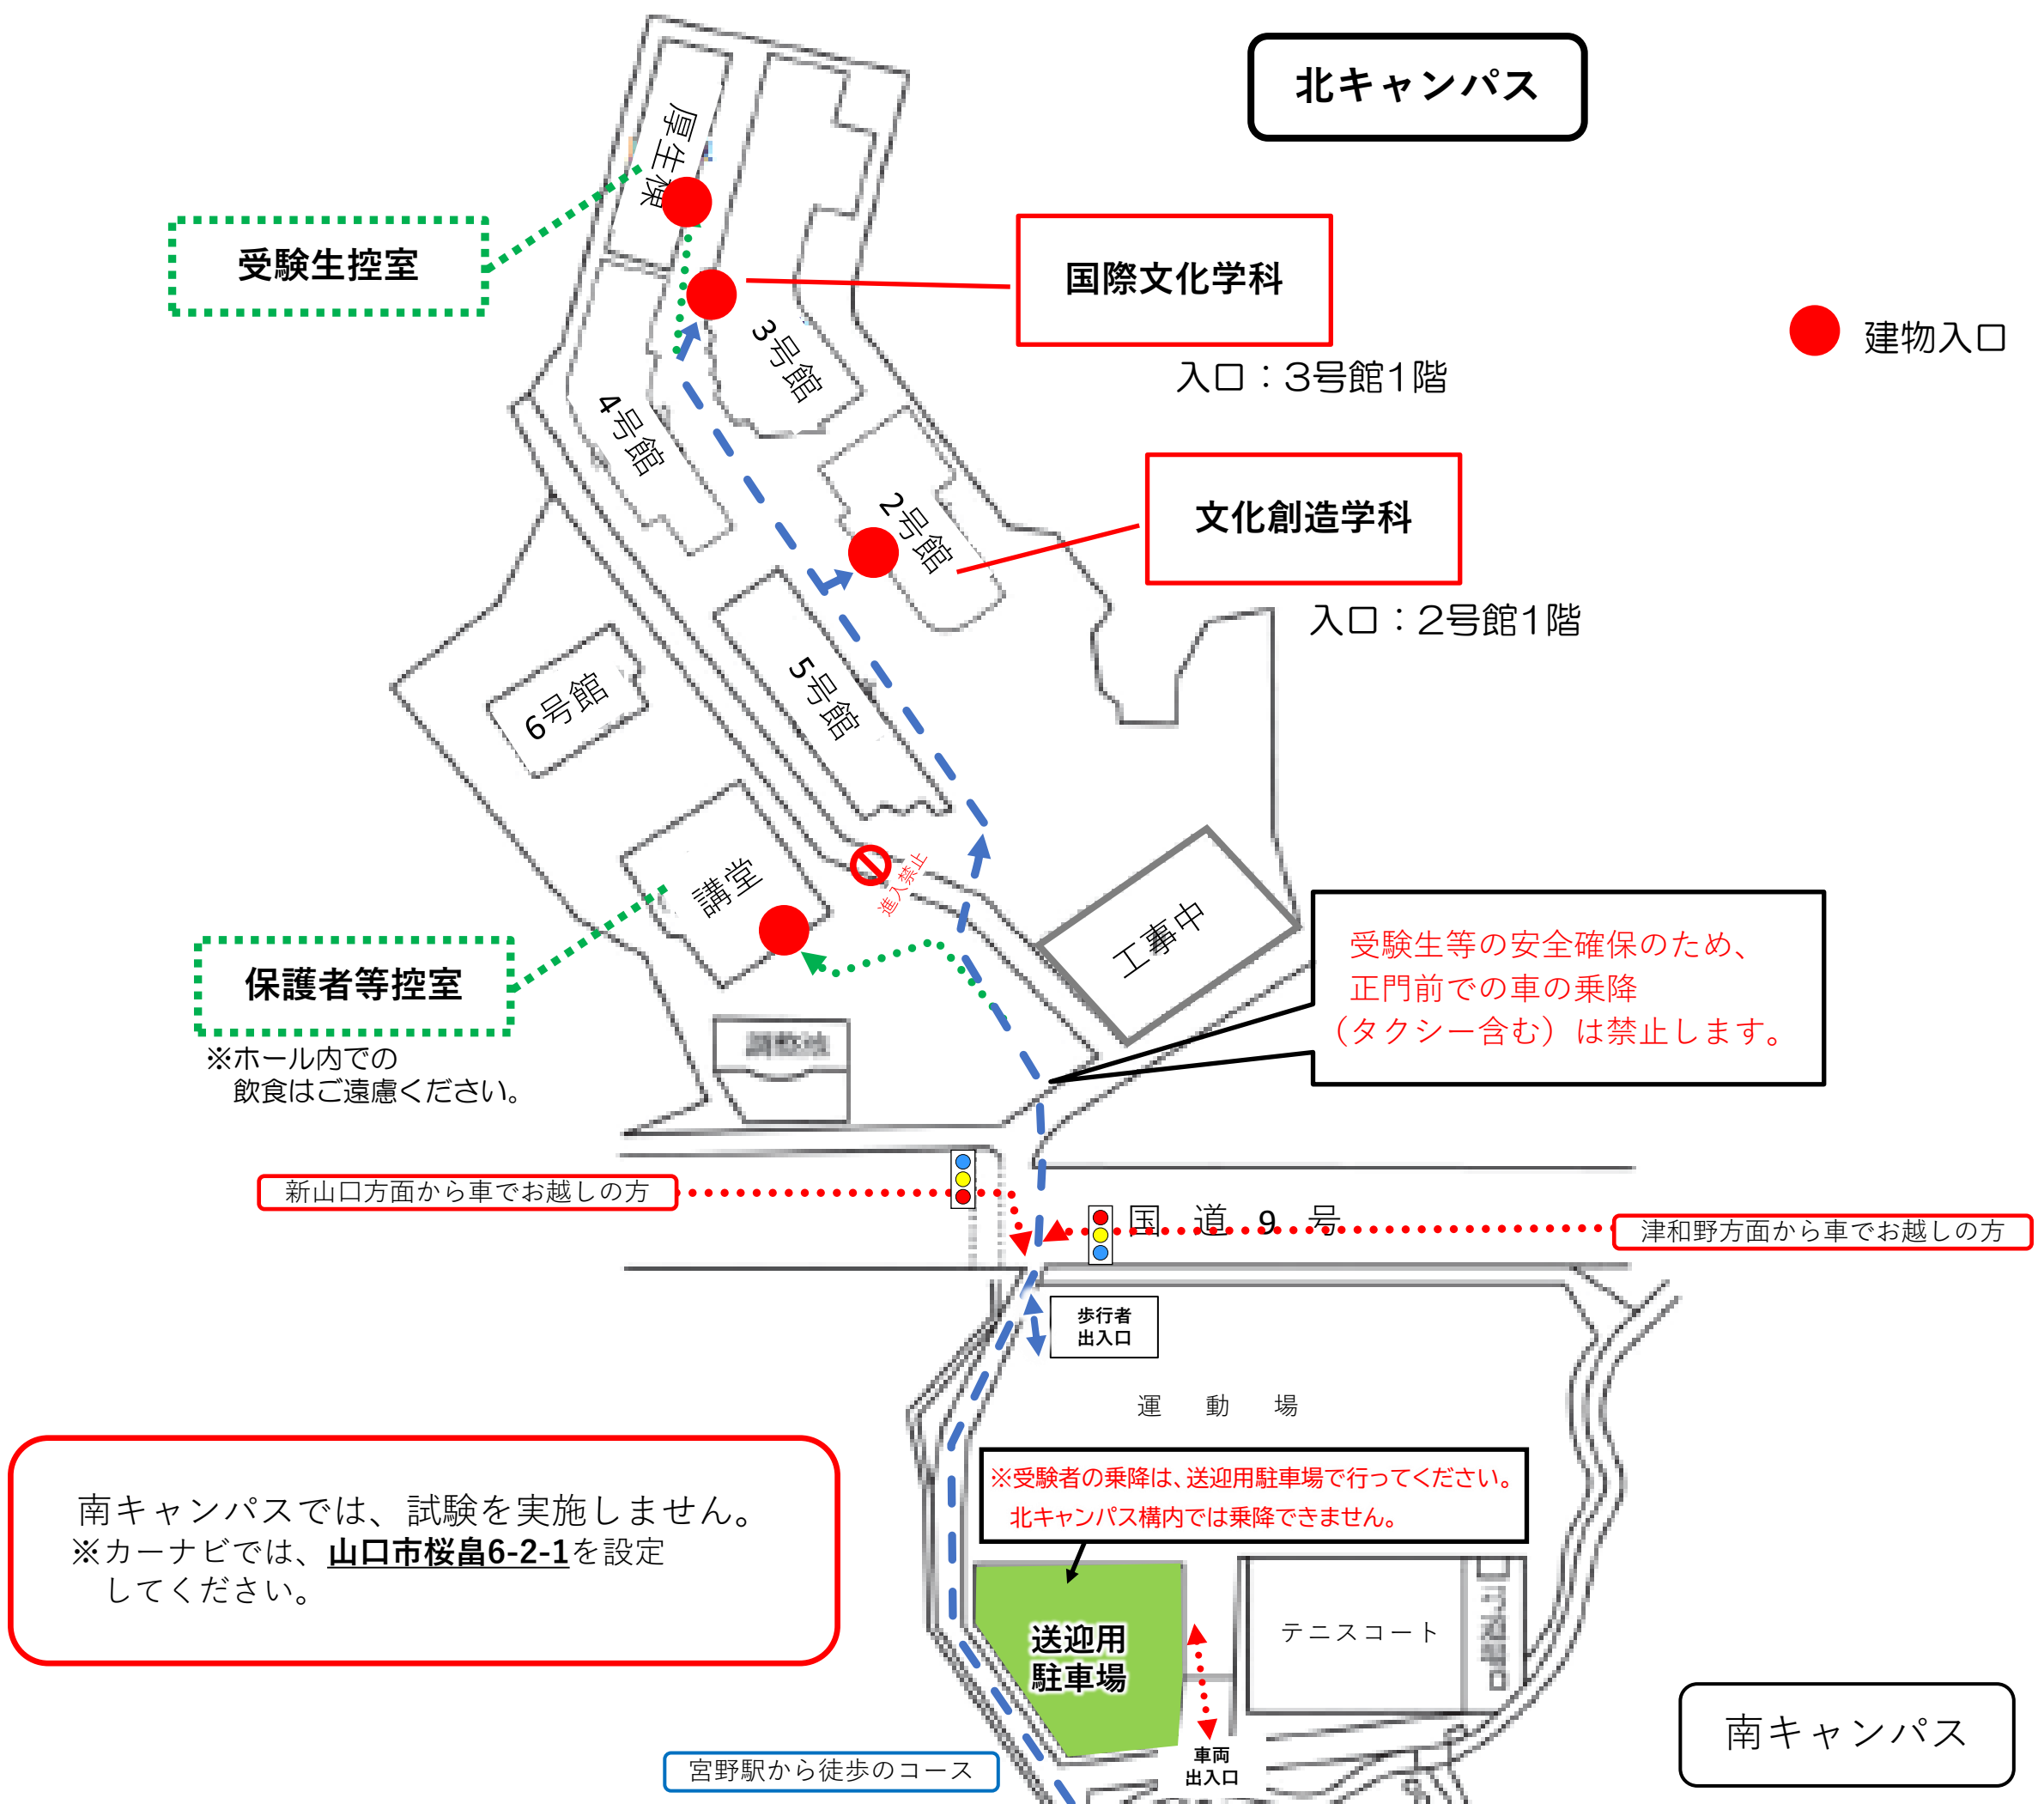 北キャンパス
厚生棟
受験生控室
国際文化学科
入口：3号館1階
建物入口
3号館
4号館
文化創造学科
入口：2号館1階
2号館
5号館
6号館
講堂
進入禁止
工事中
受験生等の安全確保のため、
正門前での車の乗降
（タクシー含む）は禁止します。
保護者等控室
※ホール内での
飲食はご遠慮ください。
新山口方面から車でお越しの方
国 道 9 号
津和野方面から車でお越しの方
歩行者
出入口
運 動 場
※受験者の乗降は、送迎用駐車場で行ってください。
北キャンパス構内では乗降できません。
南キャンパスでは、試験を実施しません。
※カーナビでは、山口市桜畠6-2-1を設定
してください。
送迎用
駐車場
テニスコート
車両
出入口
宮野駅から徒歩のコース
南キャンパス